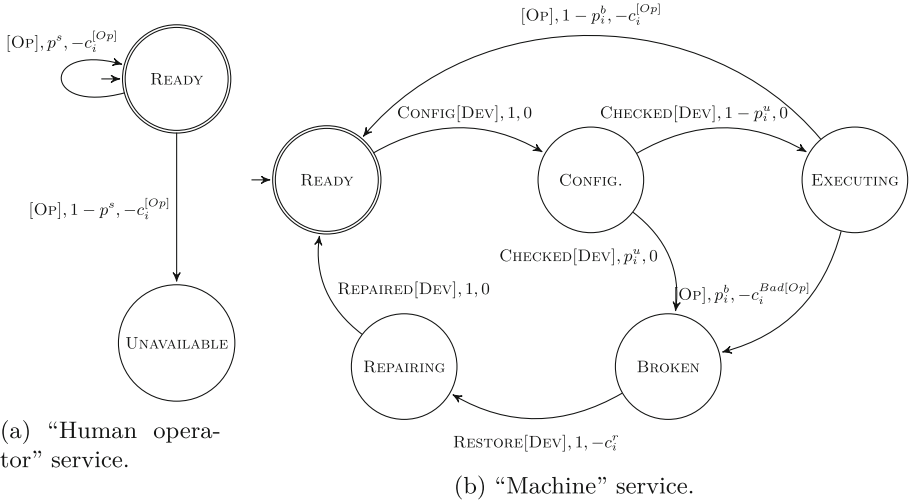 [Op], p^s, -c_i^{[Op]}
READY
[Op], 1 - p^s, -c_i^{[Op]}
UNAVAILABLE
(a) “Human opera-
tor” service.
[Op], 1 - p_i^b, -c_i^{[Op]}
CONFIG[DEV], 1, 0
CHECKED[DEV], 1 - p_i^u, 0
READY
CONFIG.
EXECUTING
CHECKED[DEV], p_i^u, 0
[Op], p_i^b, -c_i^{Bad[Op]}
REPAIRED[DEV], 1, 0
REPAIRING
BROKEN
RESTORE[DEV], 1, -c_i^r
(b) “Machine” service.